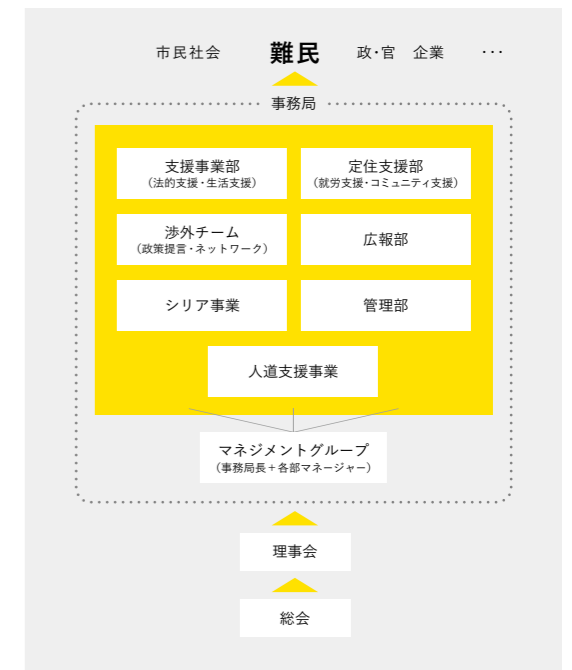 市民社会 難民 政・官 企業 ･･･
事務局
支援事業部
（法的支援・生活支援）
定住支援部
（就労支援・コミュニティ支援）
渉外チーム
（政策提言・ネットワーク）
広報部
シリア事業
管理部
人道支援事業
マネジメントグループ
（事務局長＋各部マネージャー）
理事会
総会